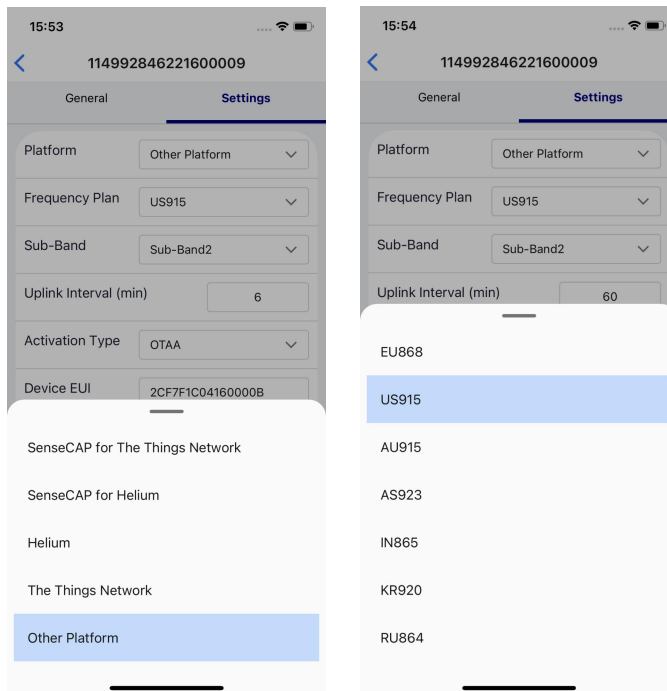 15:53
114992846221600009
General Settings
Platform Other Platform
Frequency Plan US915
Sub-Band Sub-Band2
Uplink Interval (min) 6
Activation Type OTAA
Device EUI 2CF7F1C04160000B
SenseCAP for The Things Network
SenseCAP for Helium
Helium
The Things Network
Other Platform
15:54
114992846221600009
General Settings
Platform Other Platform
Frequency Plan US915
Sub-Band Sub-Band2
Uplink Interval (min) 60
EU868
US915
AU915
AS923
IN865
KR920
RU864